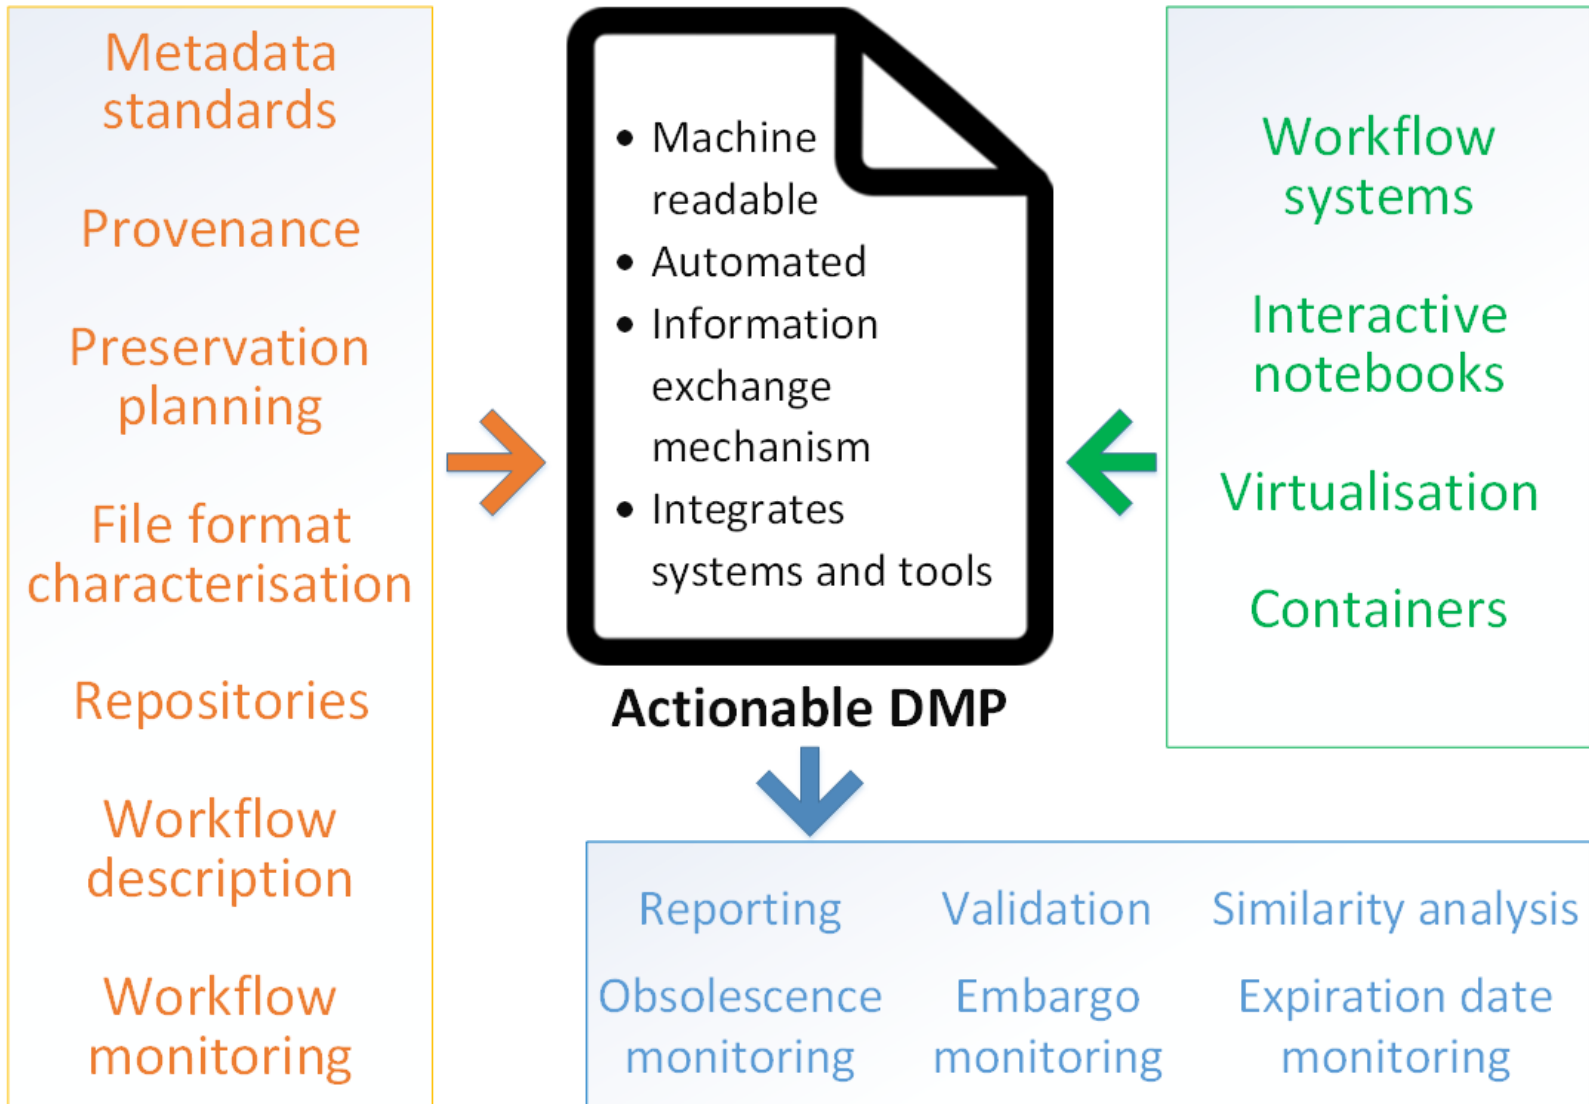 Metadata
standards
Provenance
Preservation
planning
File format
characterisation
Repositories
Workflow
description
Workflow
monitoring
• Machine
readable
• Automated
• Information
exchange
mechanism
• Integrates
systems and tools
Actionable DMP
Workflow
systems
Interactive
notebooks
Virtualisation
Containers
Reporting
Validation
Similarity analysis
Obsolescence
monitoring
Embargo
monitoring
Expiration date
monitoring